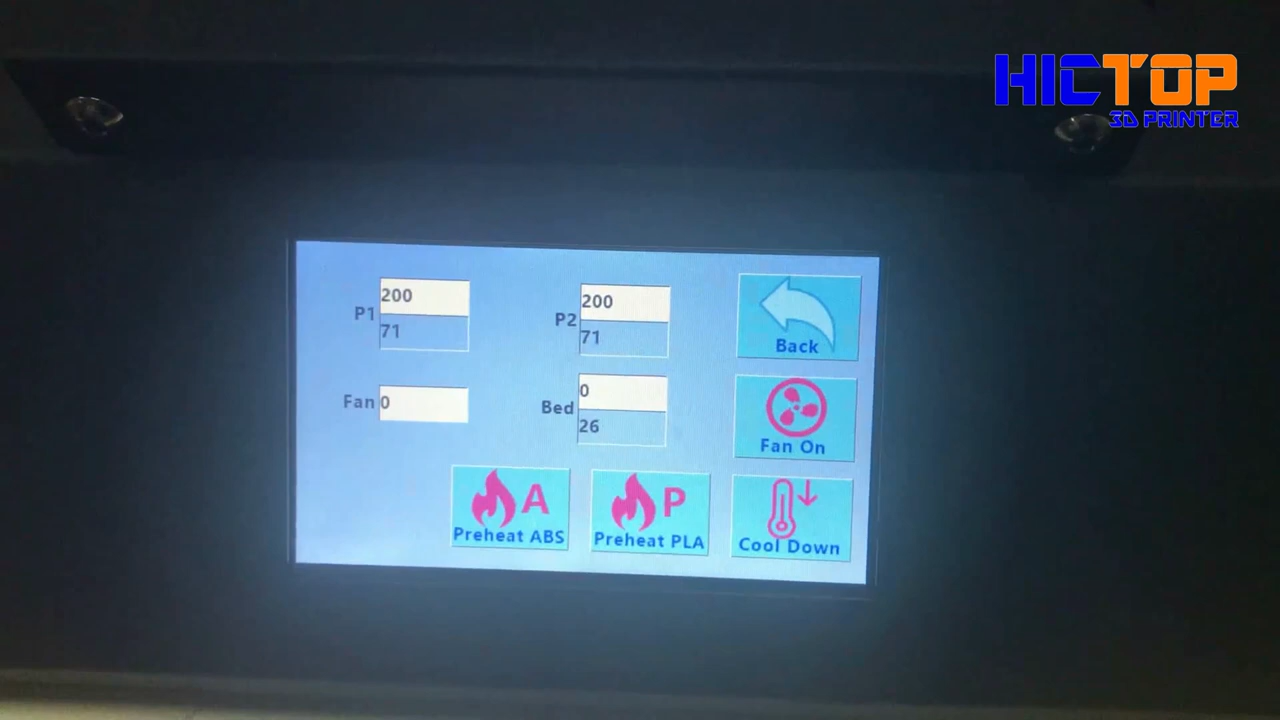 HICTOP
3D PRINTER
P1 200
71
P2 200
71
Back
Fan 0
Bed 0
26
Fan On
A
Preheat ABS
P
Preheat PLA
Cool Down